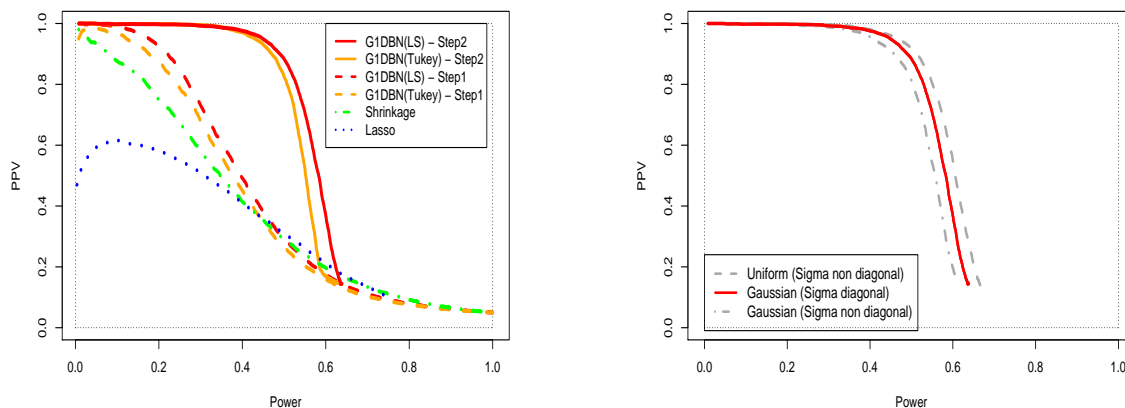 G1DBN(LS) – Step2
G1DBN(Tukey) – Step2
G1DBN(LS) – Step1
G1DBN(Tukey) – Step1
Shrinkage
Lasso
PPV
1.0
0.8
0.6
0.4
0.2
0.0
0.0 0.2 0.4 0.6 0.8 1.0
Power
PPV
1.0
0.8
0.6
0.4
0.2
0.0
Uniform (Sigma non diagonal)
Gaussian (Sigma diagonal)
Gaussian (Sigma non diagonal)
0.0 0.2 0.4 0.6 0.8 1.0
Power